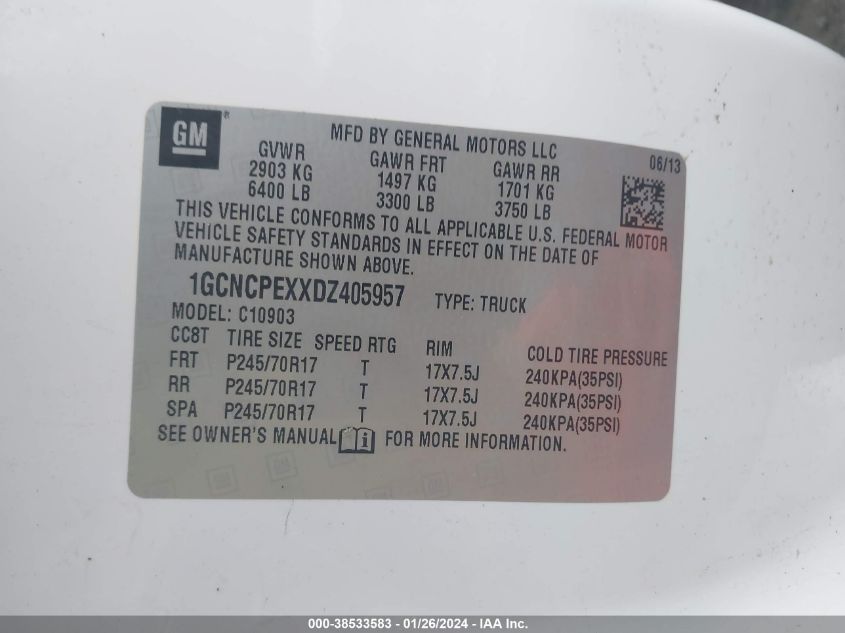 GM®
MFD BY GENERAL MOTORS LLC
06/13
GVWR GAWR FRT GAWR RR
2903 KG 1497 KG 1701 KG
6400 LB 3300 LB 3750 LB
THIS VEHICLE CONFORMS TO ALL APPLICABLE U.S. FEDERAL MOTOR
VEHICLE SAFETY STANDARDS IN EFFECT ON THE DATE OF
MANUFACTURE SHOWN ABOVE.
1GCNCPEXXDZ405957 TYPE: TRUCK
MODEL: C10903
CC8T TIRE SIZE SPEED RTG RIM COLD TIRE PRESSURE
FRT P245/70R17 T 17X7.5J 240KPA(35PSI)
RR P245/70R17 T 17X7.5J 240KPA(35PSI)
SPA P245/70R17 T 17X7.5J 240KPA(35PSI)
SEE OWNER'S MANUAL i FOR MORE INFORMATION.
000-38533583 - 01/26/2024 - IAA Inc.